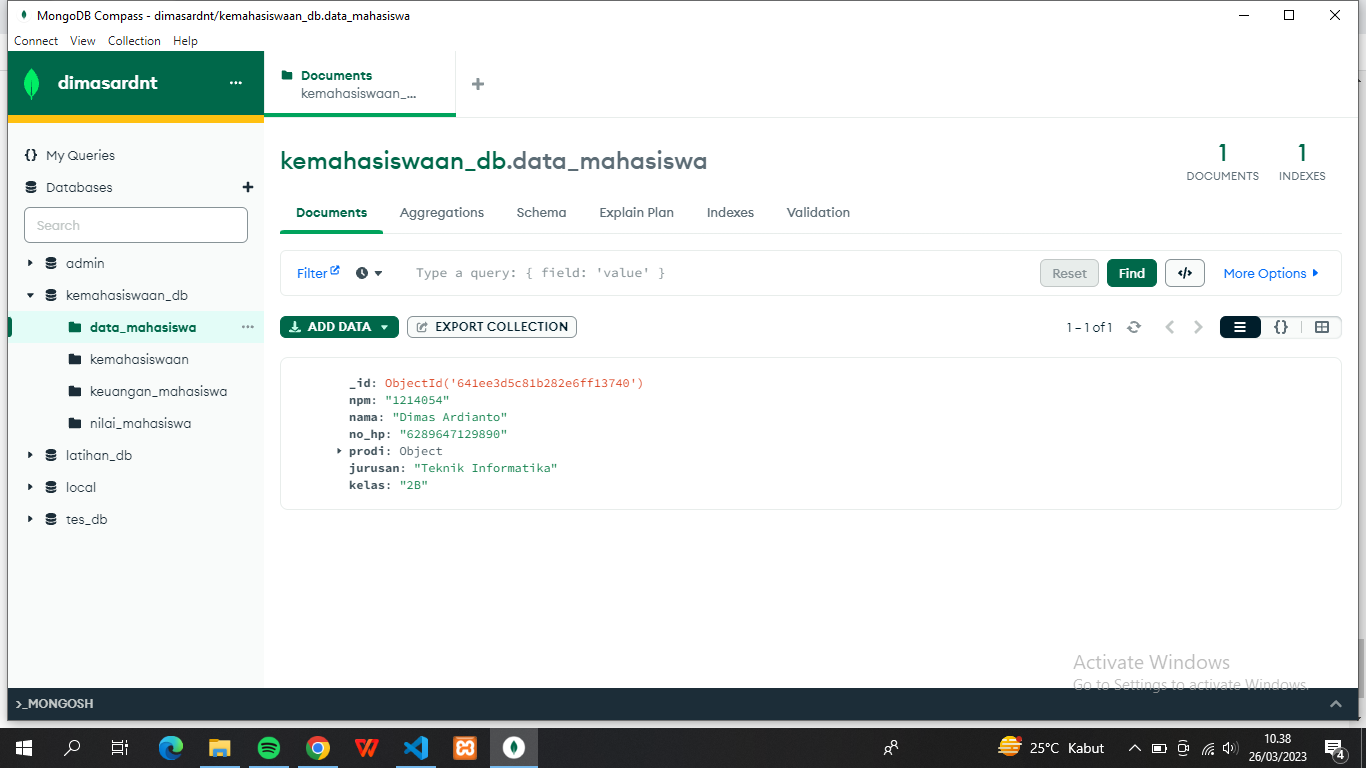 MongoDB Compass - dimasardnt/kemahasiswaan_db.data_mahasiswa
Connect View Collection Help
dimasardnt
Documents
kemahasiswaan_...
My Queries
Databases
Search
admin
kemahasiswaan_db
data_mahasiswa
kemahasiswaan
keuangan_mahasiswa
nilai_mahasiswa
latihan_db
local
tes_db
kemahasiswaan_db.data_mahasiswa
1 DOCUMENTS
1 INDEXES
Documents Aggregations Schema Explain Plan Indexes Validation
Filter Type a query: { field: 'value' } Reset Find </> More Options
ADD DATA EXPORT COLLECTION 1 – 1 of 1 {}
_id: ObjectId('641ee3d5c81b282e6ff13740')
npm: "1214054"
nama: "Dimas Ardianto"
no_hp: "6289647129890"
prodi: Object
jurusan: "Teknik Informatika"
kelas: "2B"
Activate Windows
Go to Settings to activate Windows.
>_MONGOSH
25°C Kabut
10.38
26/03/2023
4